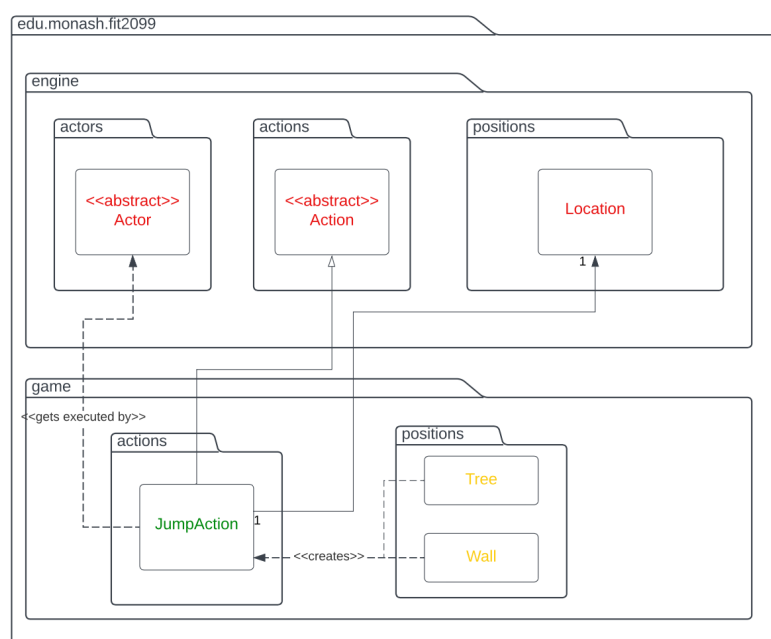 edu.monash.fit2099
engine
actors
actions
positions
<<abstract>>
Actor
<<abstract>>
Action
Location
1
game
<<gets executed by>>
actions
positions
Tree
JumpAction
1
<<creates>>
Wall